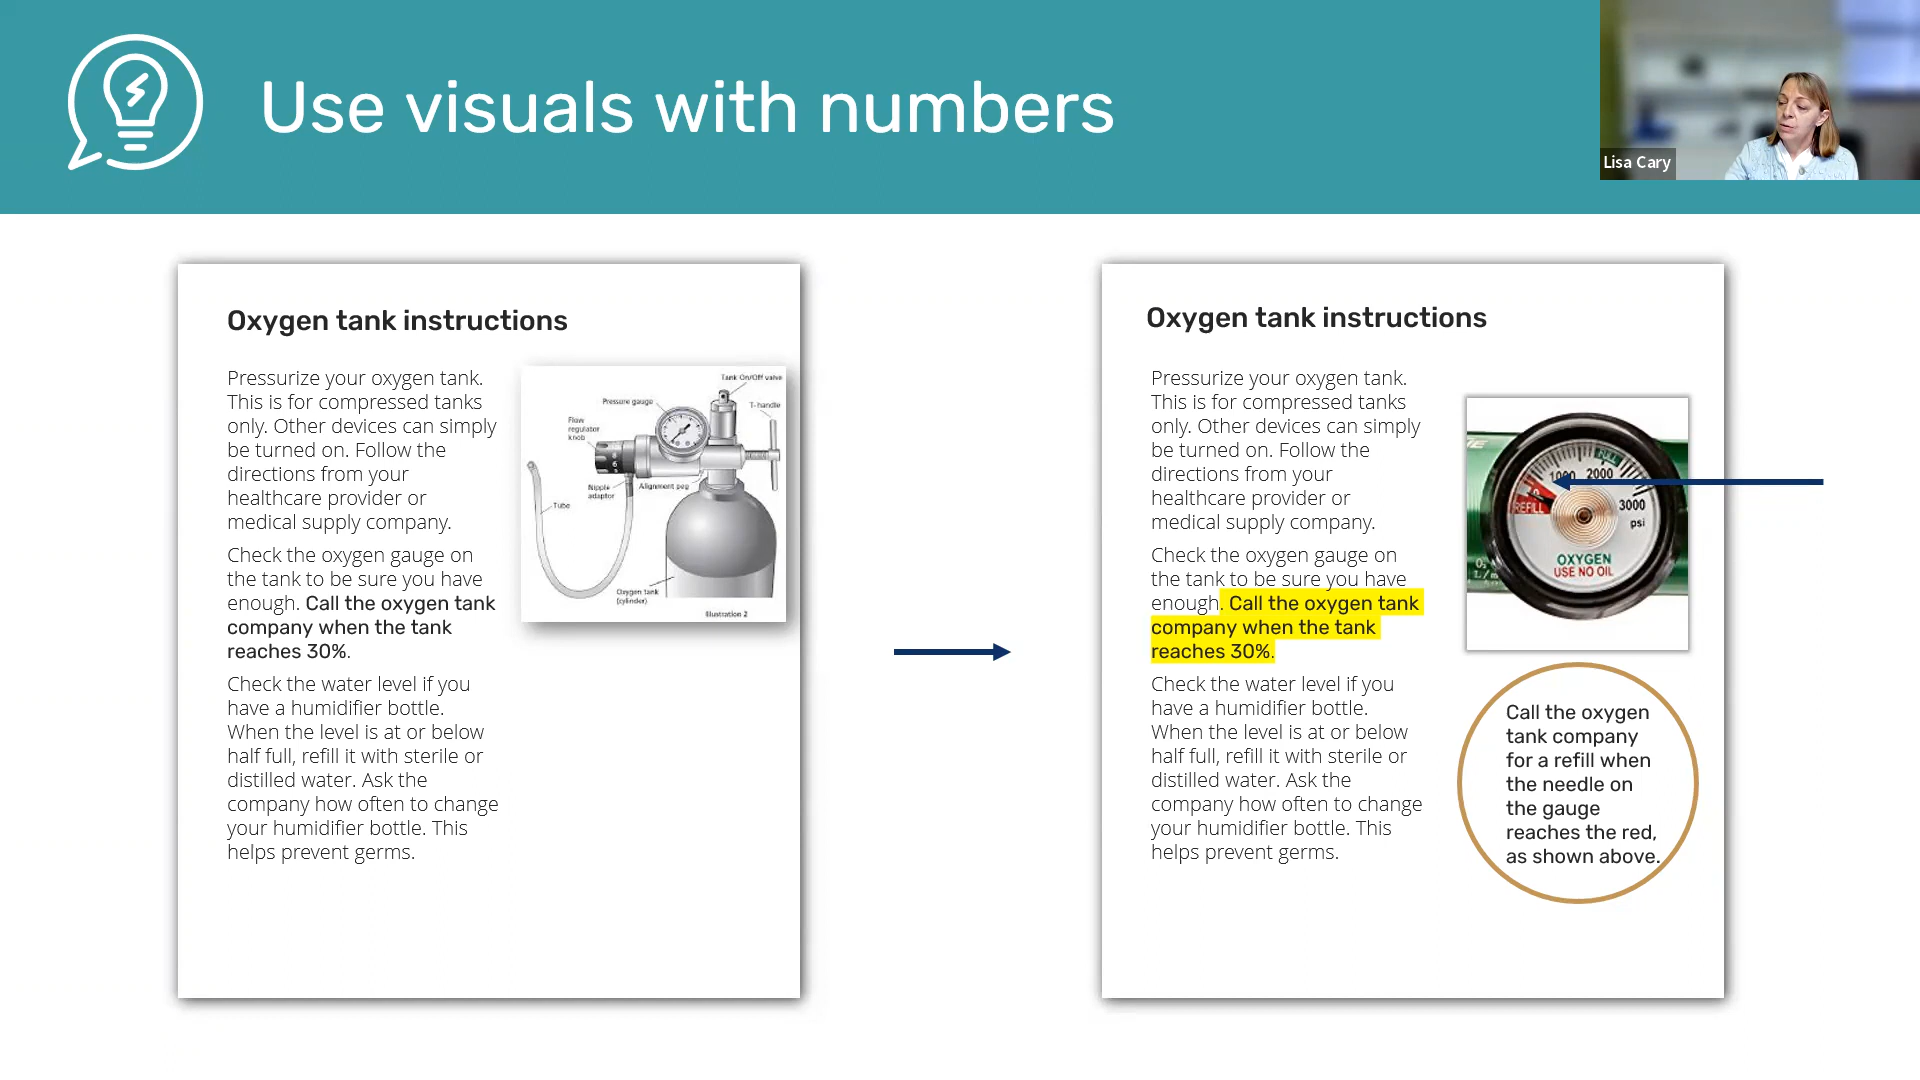 Use visuals with numbers
Lisa Cary
Oxygen tank instructions
Pressurize your oxygen tank.
This is for compressed tanks
only. Other devices can simply
be turned on. Follow the
directions from your
healthcare provider or
medical supply company.
Check the oxygen gauge on
the tank to be sure you have
enough. Call the oxygen tank
company when the tank
reaches 30%.
Check the water level if you
have a humidifier bottle.
When the level is at or below
half full, refill it with sterile or
distilled water. Ask the
company how often to change
your humidifier bottle. This
helps prevent germs.
Tank On/Off valve
Pressure gauge
T-handle
Flow
regulator
knob
Nipple
adaptor
Alignment peg
Tube
Oxygen tank
(cylinder)
Illustration 2
Oxygen tank instructions
Pressurize your oxygen tank.
This is for compressed tanks
only. Other devices can simply
be turned on. Follow the
directions from your
healthcare provider or
medical supply company.
Check the oxygen gauge on
the tank to be sure you have
enough. Call the oxygen tank
company when the tank
reaches 30%.
Check the water level if you
have a humidifier bottle.
When the level is at or below
half full, refill it with sterile or
distilled water. Ask the
company how often to change
your humidifier bottle. This
helps prevent germs.
FULL
1000 2000
3000
psi
REFILL
OXYGEN
USE NO OIL
Call the oxygen
tank company
for a refill when
the needle on
the gauge
reaches the red,
as shown above.